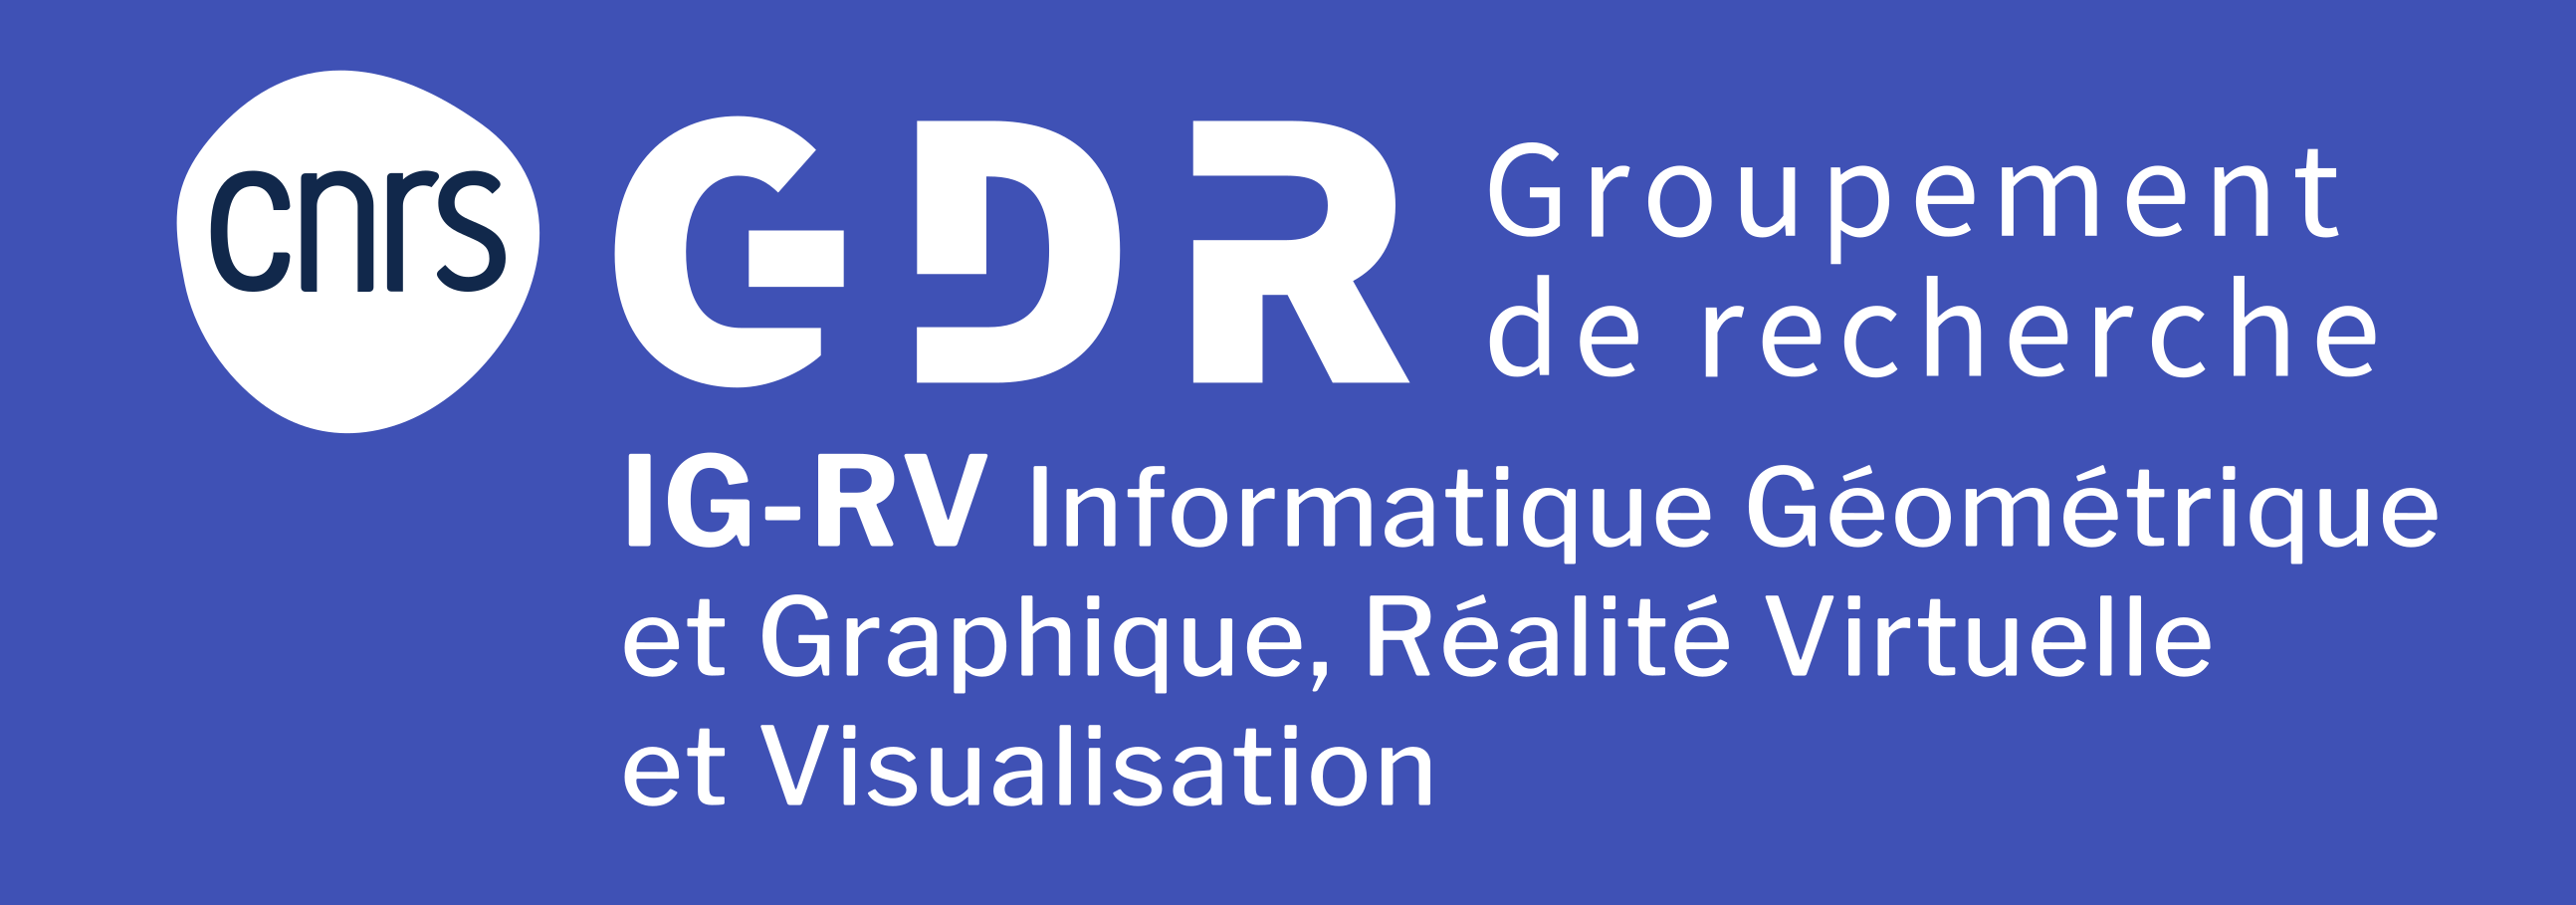 cnrs
GDR
Groupement
de recherche
IG-RV Informatique Géométrique
et Graphique, Réalité Virtuelle
et Visualisation